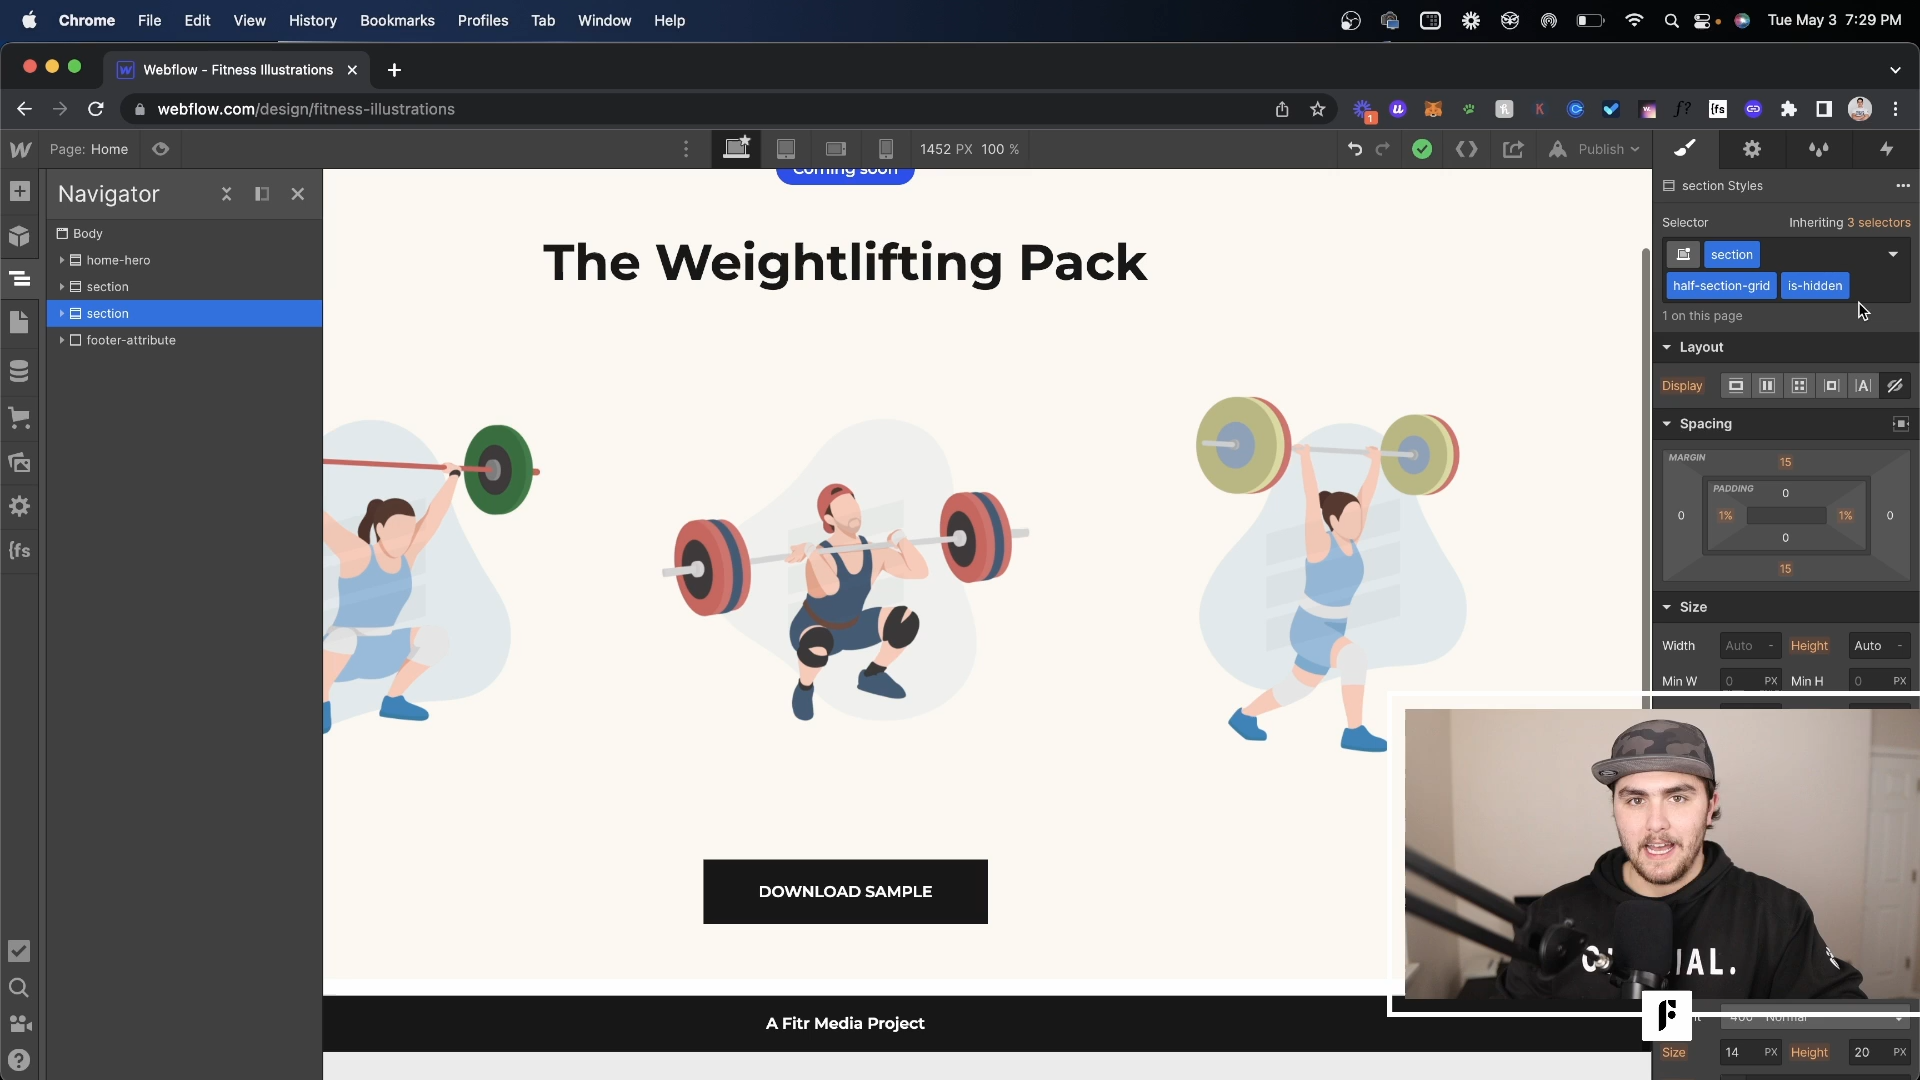 Chrome File Edit View History Bookmarks Profiles Tab Window Help Tue May 3 7:29 PM
Webflow - Fitness Illustrations
webflow.com/design/fitness-illustrations
Page: Home
1452 PX 100 %
Publish
Navigator
Body
home-hero
section
section
footer-attribute
Coming soon
The Weightlifting Pack
DOWNLOAD SAMPLE
A Fitr Media Project
section Styles
Selector Inheriting 3 selectors
section
half-section-grid is-hidden
1 on this page
Layout
Display
Spacing
MARGIN 15
PADDING 0
0 1% 1% 0
0
15
Size
Width Auto - Height Auto -
Min W 0 PX Min H 0 PX
400 Normal
Size 14 PX Height 20 PX